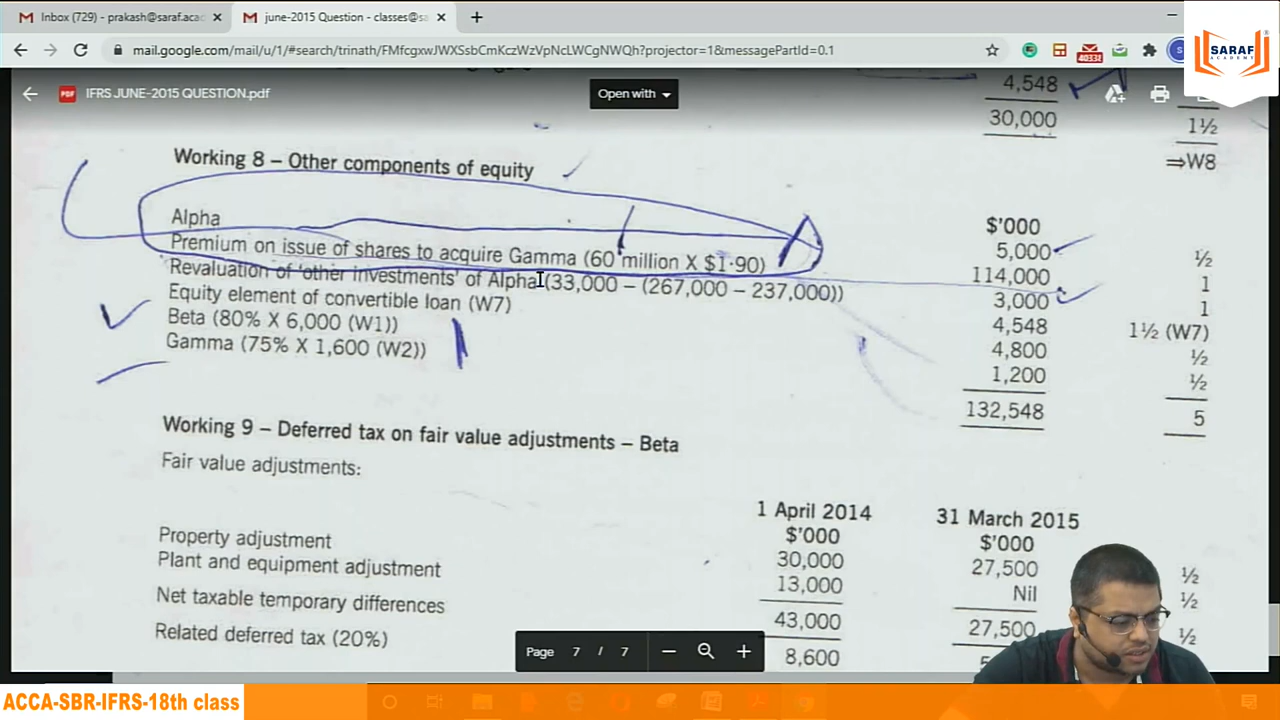 Inbox (729) - prakash@saraf.aca
june-2015 Question - classes@sa
mail.google.com/mail/u/1/#search/trinath/FMfcgxwJWXSsbCmKczWzVpNcLWCgNWQh?projector=1&messagePartId=0.1
40331
S
SARAF
ACADEMY
PDF
IFRS JUNE-2015 QUESTION.pdf
Open with
4,548
30,000 1½
Working 8 – Other components of equity ⇒W8
$'000
Alpha 5,000 ½
Premium on issue of shares to acquire Gamma (60 million X $1·90) 114,000 1
Revaluation of 'other investments' of Alpha (33,000 – (267,000 – 237,000)) 3,000 1
Equity element of convertible loan (W7) 4,548 1½ (W7)
Beta (80% X 6,000 (W1)) 4,800 ½
Gamma (75% X 1,600 (W2)) 1,200 ½
132,548 5
Working 9 – Deferred tax on fair value adjustments – Beta
Fair value adjustments:
1 April 2014 31 March 2015
$'000 $'000
Property adjustment 30,000 27,500 ½
Plant and equipment adjustment 13,000 Nil ½
Net taxable temporary differences 43,000 27,500 ½
Related deferred tax (20%) 8,600
Page 7 / 7
ACCA-SBR-IFRS-18th class